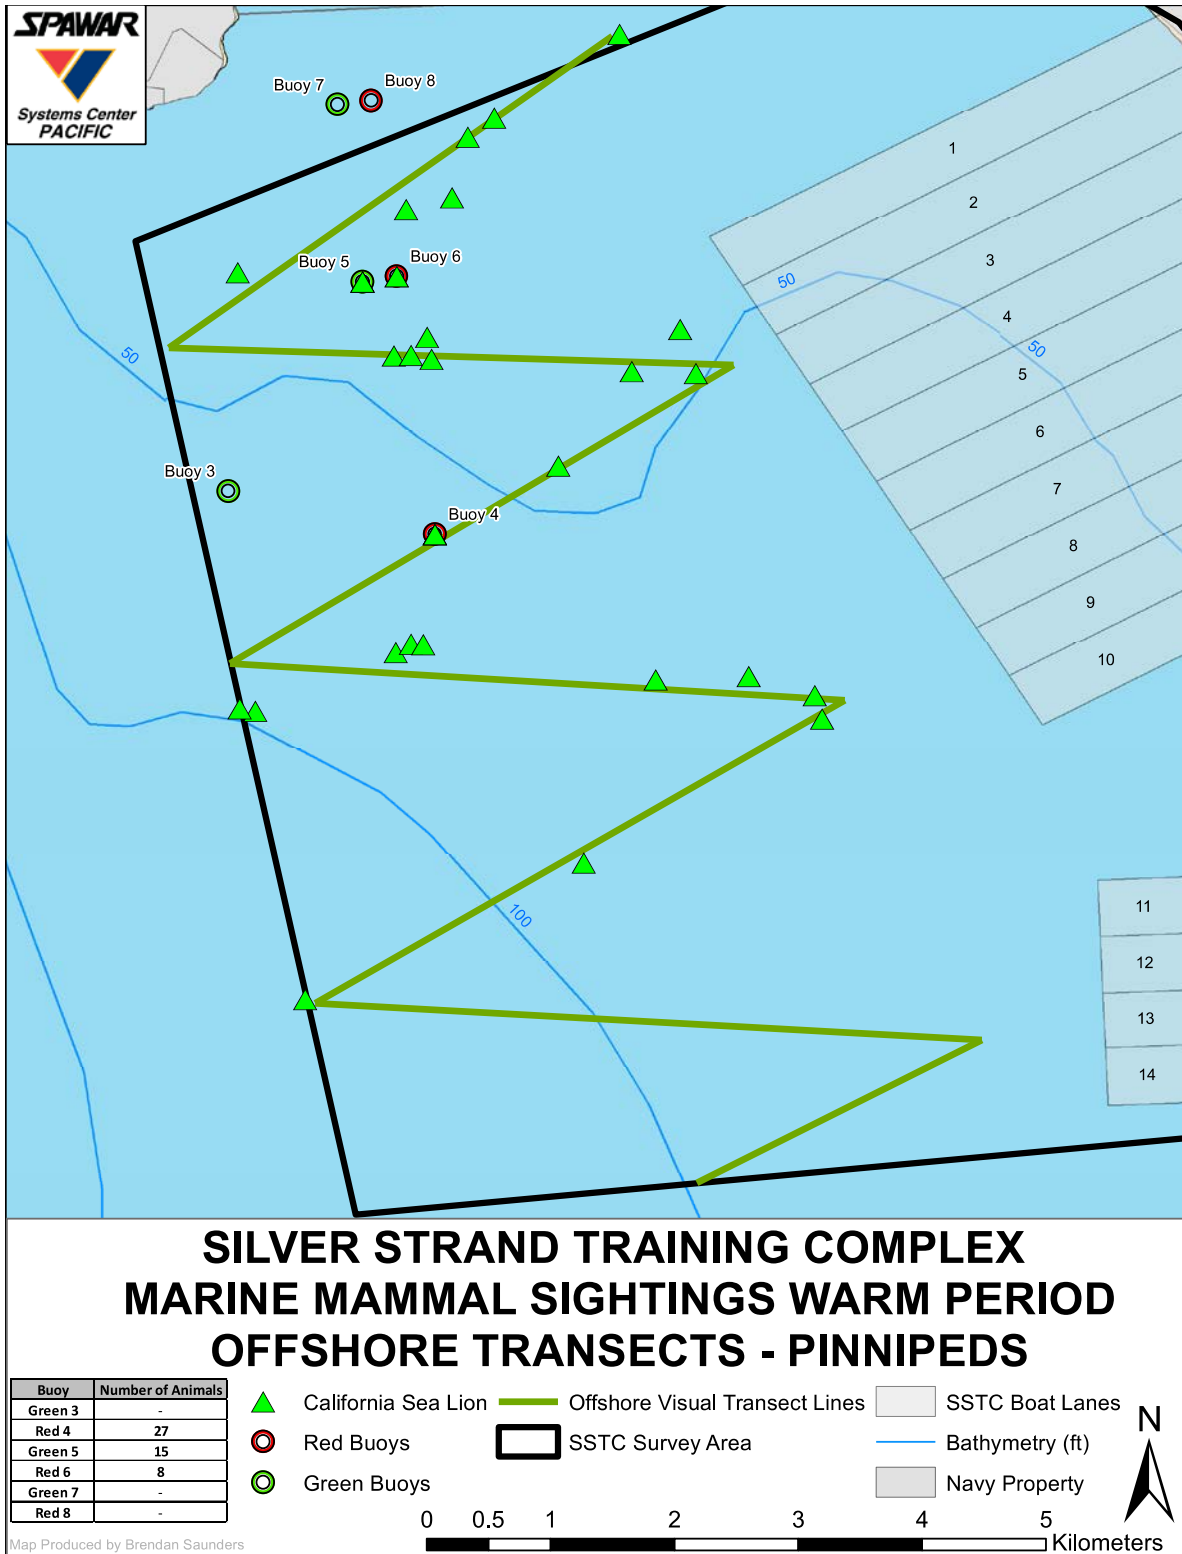 SPAWAR
Systems Center
PACIFIC
Buoy 7
Buoy 8
1
2
3
4
5
6
7
8
9
10
Buoy 5
Buoy 6
50
50
50
Buoy 3
Buoy 4
100
11
12
13
14
SILVER STRAND TRAINING COMPLEX
MARINE MAMMAL SIGHTINGS WARM PERIOD
OFFSHORE TRANSECTS - PINNIPEDS
Buoy Number of Animals
Green 3 -
Red 4 27
Green 5 15
Red 6 8
Green 7 -
Red 8 -
California Sea Lion
Red Buoys
Green Buoys
Offshore Visual Transect Lines
SSTC Survey Area
SSTC Boat Lanes
Bathymetry (ft)
Navy Property
N
0 0.5 1 2 3 4 5
Kilometers
Map Produced by Brendan Saunders